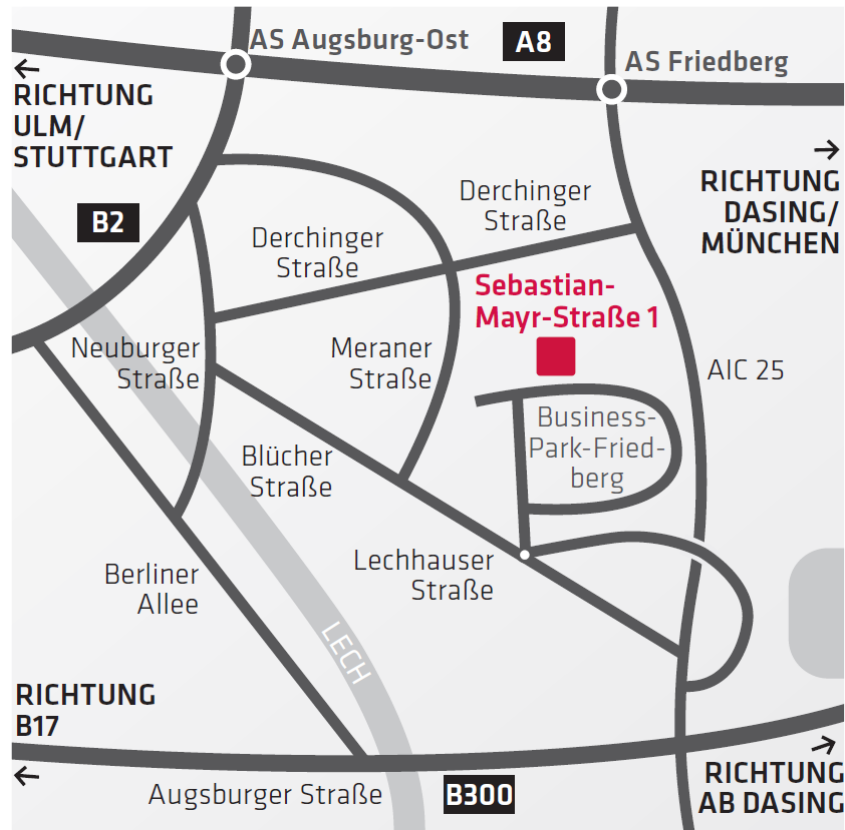 AS Augsburg-Ost
A8
AS Friedberg
←
RICHTUNG
ULM/
STUTTGART
→
RICHTUNG
DASING/
MÜNCHEN
B2
Derchinger
Straße
Derchinger
Straße
Sebastian-
Mayr-Straße 1
Neuburger
Straße
Meraner
Straße
AIC 25
Business-
Park-Fried-
berg
Blücher
Straße
Lechhauser
Straße
Berliner
Allee
LECH
RICHTUNG
B17
←
Augsburger Straße
B300
→
RICHTUNG
AB DASING